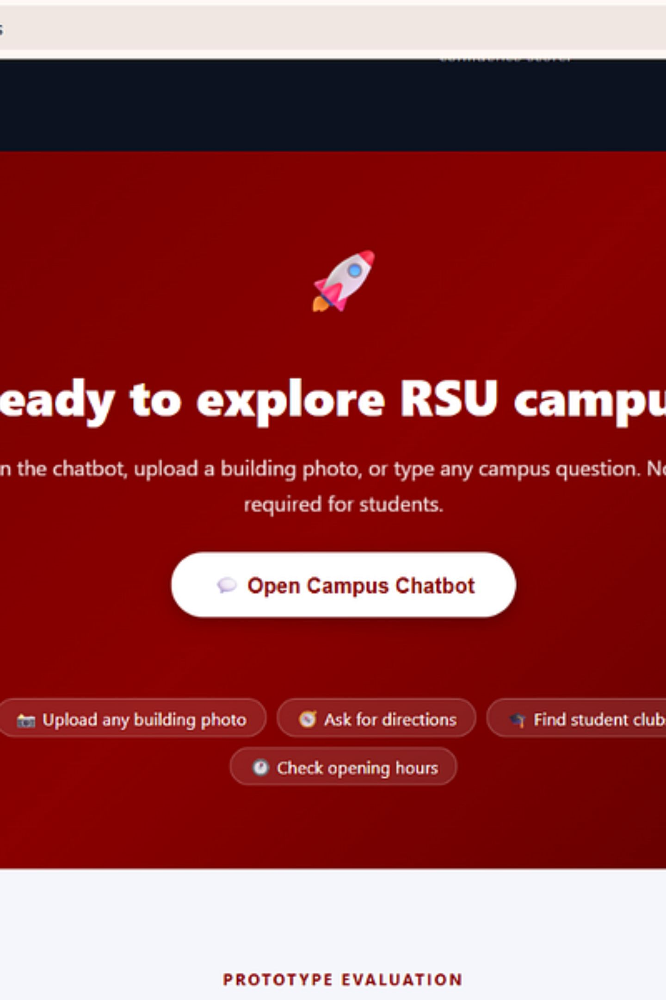 s
eady to explore RSU campu
n the chatbot, upload a building photo, or type any campus question. No
required for students.
Open Campus Chatbot
Upload any building photo
Ask for directions
Find student club
Check opening hours
PROTOTYPE EVALUATION